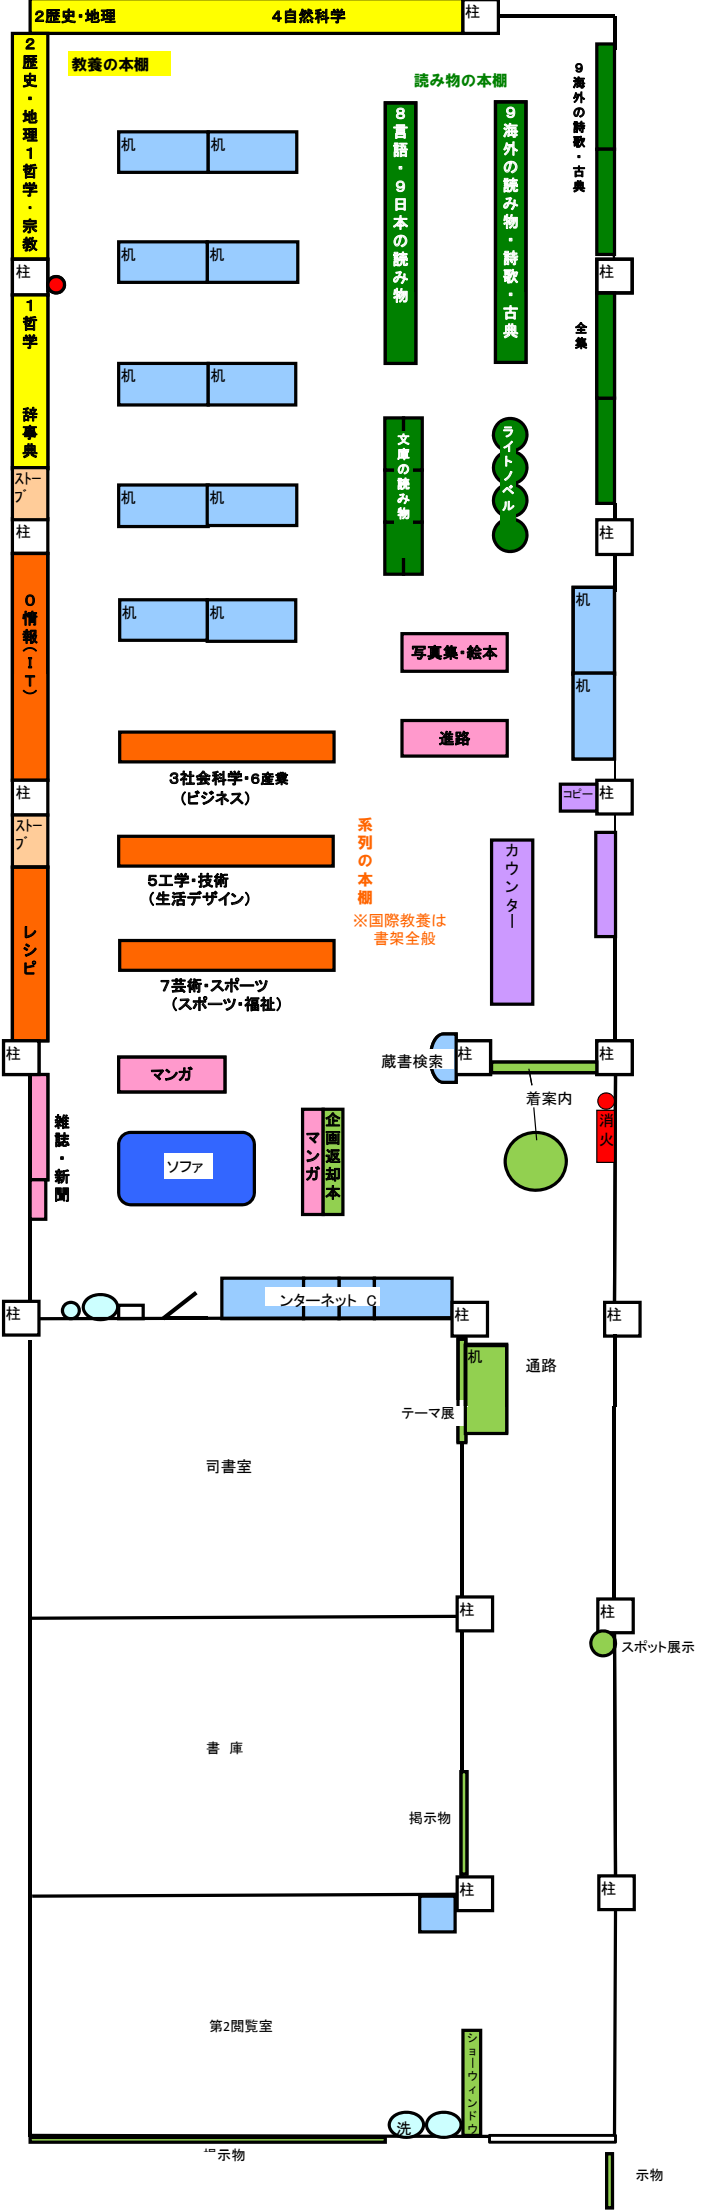 2歴史・地理
4自然科学
柱
2歴史・地理 1哲学・宗教
教養の本棚
読み物の本棚
9海外の詩歌・古典
8言語・9日本の読み物
9海外の読み物・詩歌・古典
机
机
机
机
柱
柱
1哲学
辞事典
全集
机
机
文庫の読み物
ライトノベル
ストーブ
机
机
柱
柱
0情報(IT)
机
机
机
写真集・絵本
机
進路
3社会科学・6産業
(ビジネス)
柱
コピー
柱
ストーブ
系列の本棚
カウンター
5工学・技術
(生活デザイン)
※国際教養は
書架全般
レシピ
7芸術・スポーツ
(スポーツ・福祉)
柱
蔵書検索
柱
柱
マンガ
着案内
雑誌・新聞
マンガ
企画返却本
消火
ソファ
ンターネット C
柱
柱
柱
机
通路
テーマ展
司書室
柱
柱
スポット展示
書 庫
掲示物
柱
柱
第2閲覧室
ショーウィンドウ
洗
示物
示物